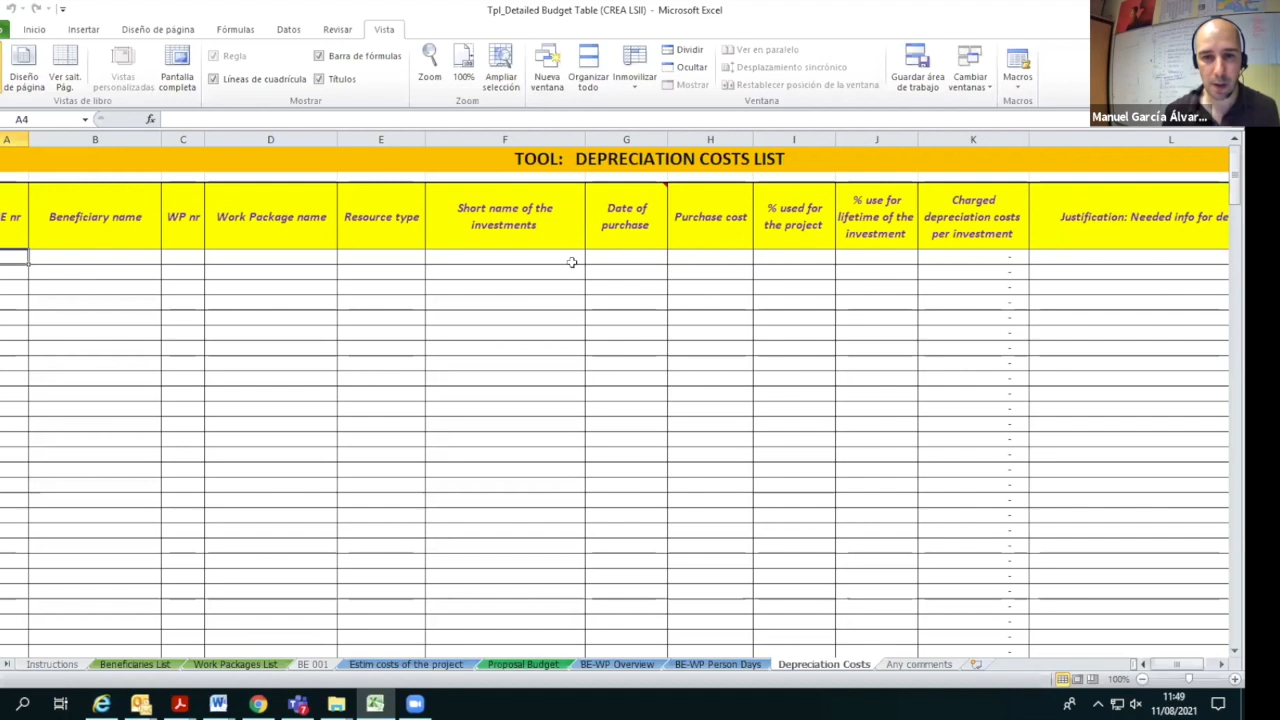 Tpl_Detailed Budget Table (CREA LSII) - Microsoft Excel
Inicio Insertar Diseño de página Fórmulas Datos Revisar Vista
Diseño de página
Ver salt. Pág.
Vistas personalizadas
Pantalla completa
Vistas de libro
Regla
Barra de fórmulas
Líneas de cuadrícula
Títulos
Mostrar
Zoom
100%
Ampliar selección
Zoom
Nueva ventana
Organizar todo
Inmovilizar
Dividir
Ocultar
Mostrar
Ver en paralelo
Desplazamiento sincrónico
Restablecer posición de la ventana
Ventana
Guardar área de trabajo
Cambiar ventanas
Macros
Macros
Manuel García Álvar...
A4
fx
A B C D E F G H I J K L
TOOL: DEPRECIATION COSTS LIST
E nr
Beneficiary name
WP nr
Work Package name
Resource type
Short name of the investments
Date of purchase
Purchase cost
% used for the project
% use for lifetime of the investment
Charged depreciation costs per investment
Justification: Needed info for de
Instructions Beneficiaries List Work Packages List BE 001 Estim costs of the project Proposal Budget BE-WP Overview BE-WP Person Days Depreciation Costs Any comments
100%
11:49
11/08/2021